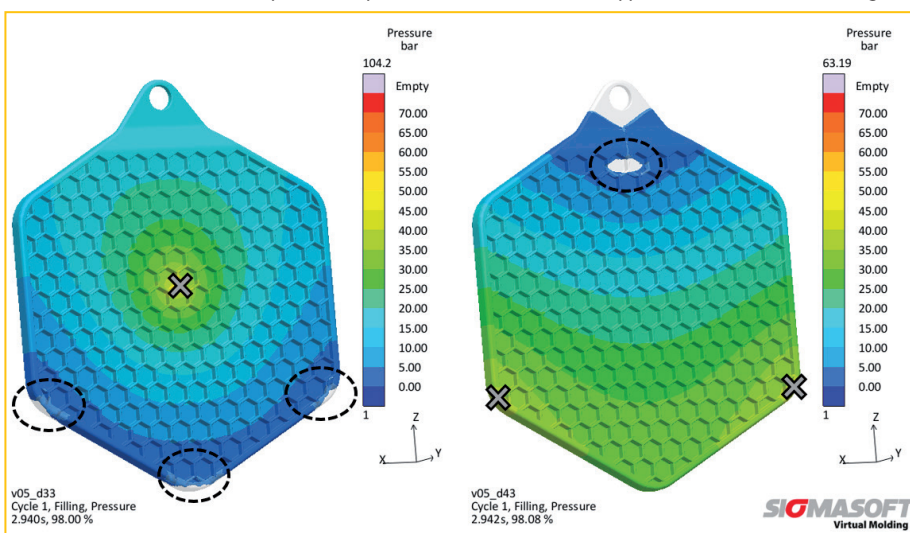 Pressure
bar
104.2
Empty
70.00
65.00
60.00
55.00
50.00
45.00
40.00
35.00
30.00
25.00
20.00
15.00
10.00
5.00
0.00
1
Z
X
Y
v05_d33
Cycle 1, Filling, Pressure
2.940s, 98.00 %
Pressure
bar
63.19
Empty
70.00
65.00
60.00
55.00
50.00
45.00
40.00
35.00
30.00
25.00
20.00
15.00
10.00
5.00
0.00
1
Z
X
Y
v05_d43
Cycle 1, Filling, Pressure
2.942s, 98.08 %
SIGMASOFT
Virtual Molding